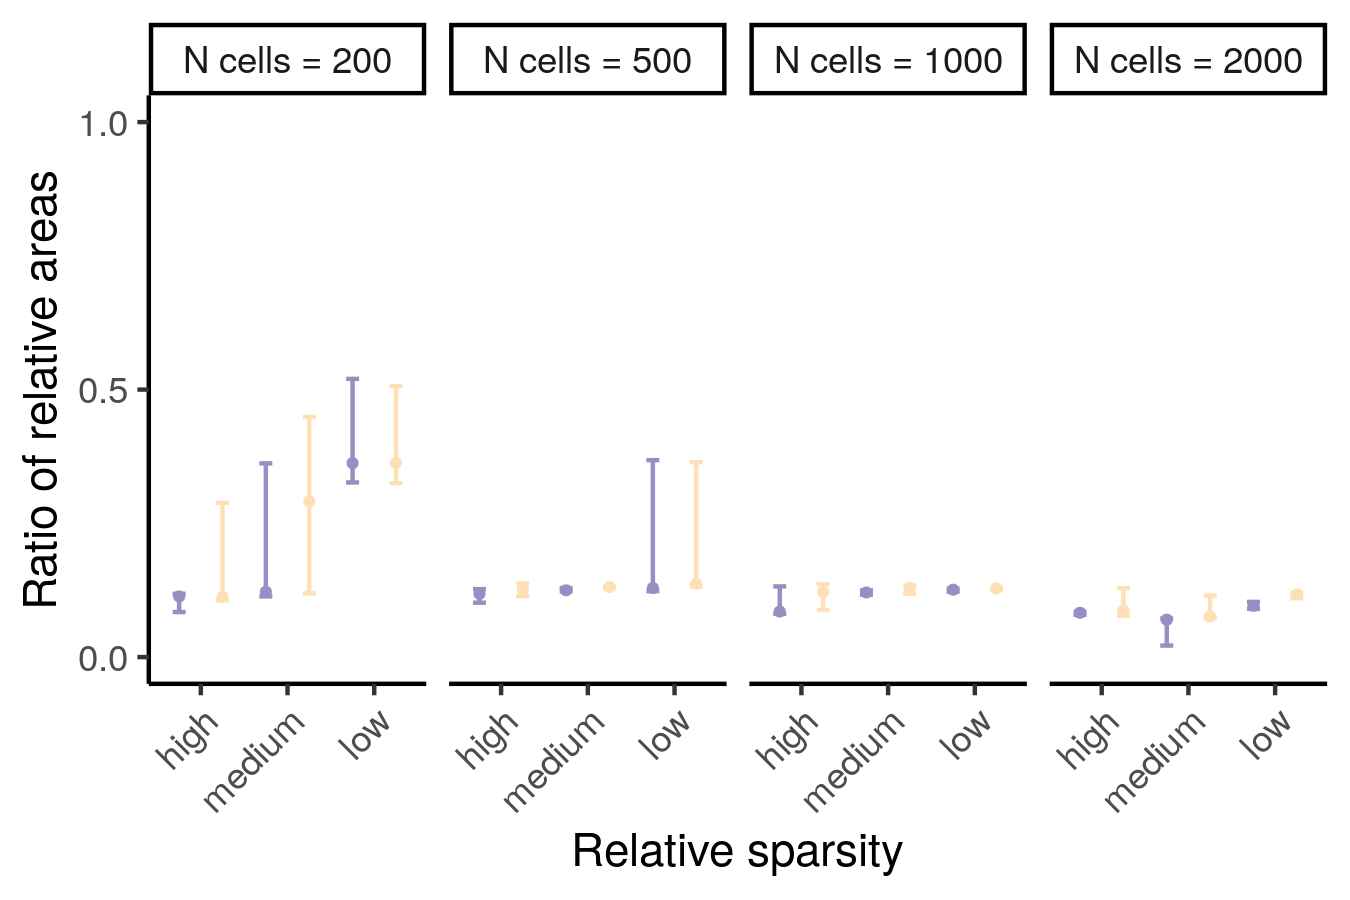 N cells = 200
N cells = 500
N cells = 1000
N cells = 2000
Ratio of relative areas
1.0
0.5
0.0
high
medium
low
high
medium
low
high
medium
low
high
medium
low
Relative sparsity